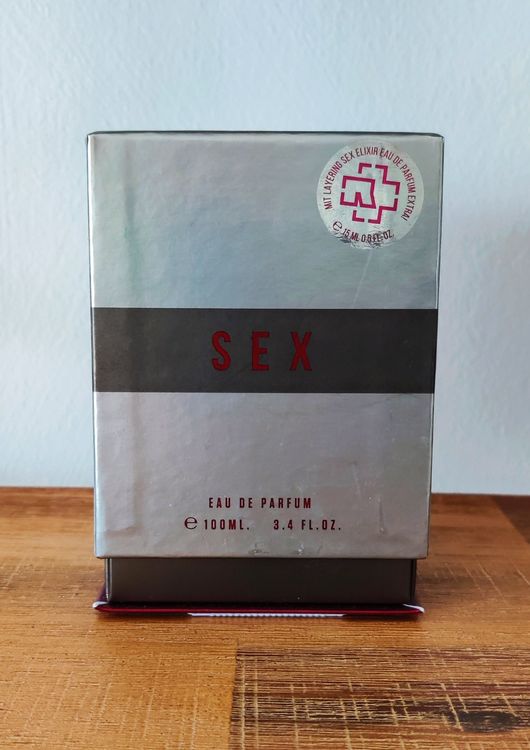 MIT LAYERING SEX ELIXIR EAU DE PARFUM EXTRA!
℮ 15 ML 0.5 FL. OZ.
SEX
EAU DE PARFUM
℮ 100ML. 3.4 FL.OZ.